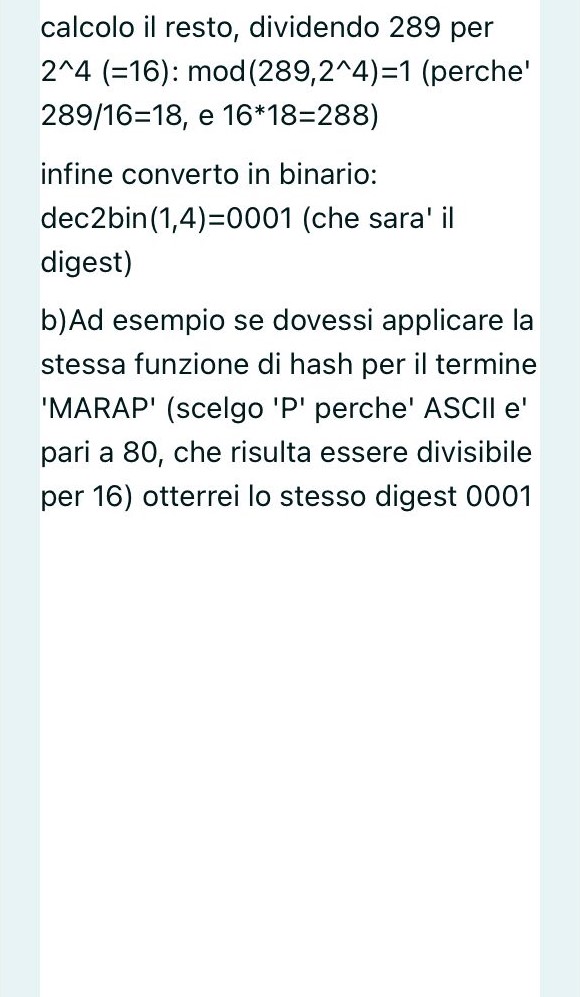 calcolo il resto, dividendo 289 per
2^4 (=16): mod(289,2^4)=1 (perche'
289/16=18, e 16*18=288)
infine converto in binario:
dec2bin(1,4)=0001 (che sara' il
digest)
b)Ad esempio se dovessi applicare la
stessa funzione di hash per il termine
'MARAP' (scelgo 'P' perche' ASCII e'
pari a 80, che risulta essere divisibile
per 16) otterrei lo stesso digest 0001